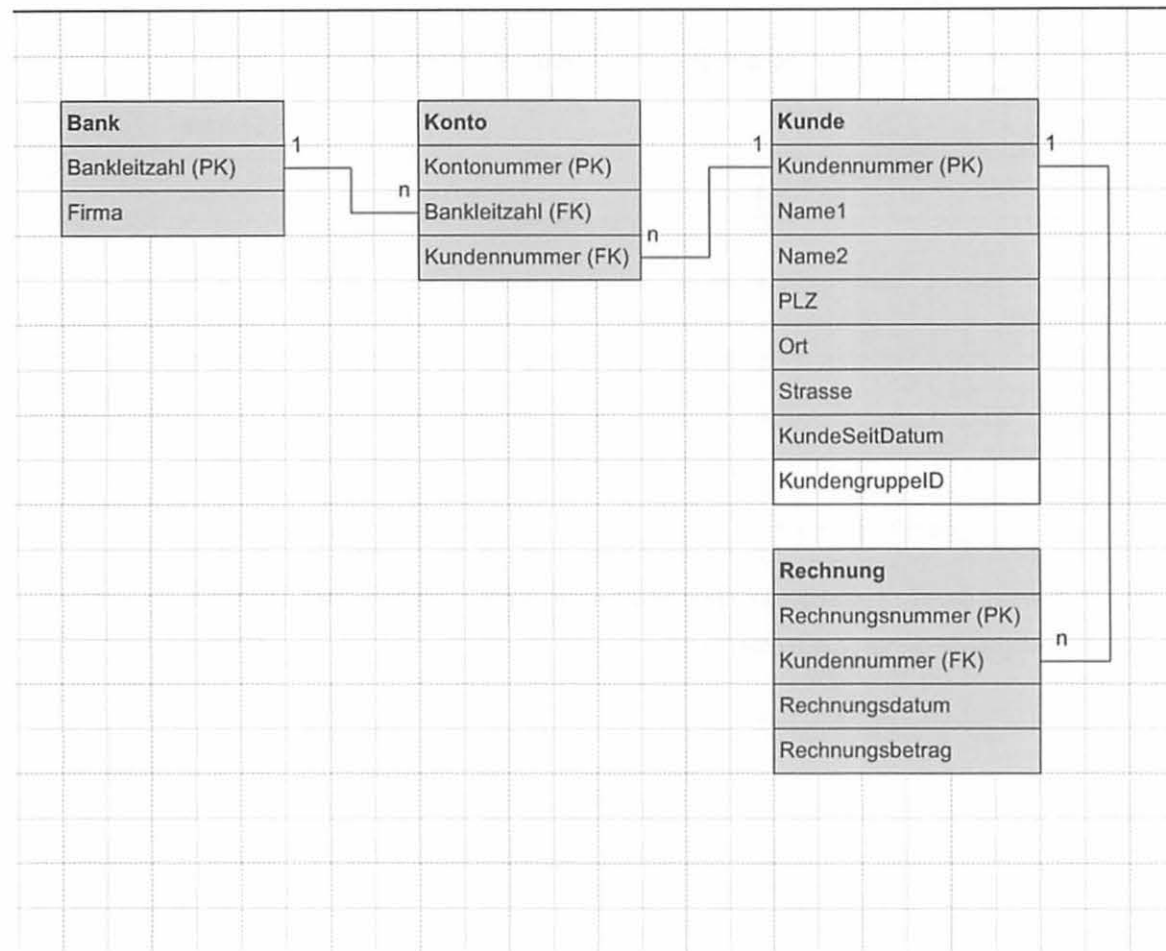 Bank
Bankleitzahl (PK)
Firma
1
n
Konto
Kontonummer (PK)
Bankleitzahl (FK)
Kundennummer (FK)
n
1
Kunde
Kundennummer (PK)
Name1
Name2
PLZ
Ort
Strasse
KundeSeitDatum
KundengruppeID
1
Rechnung
Rechnungsnummer (PK)
Kundennummer (FK)
Rechnungsdatum
Rechnungsbetrag
n